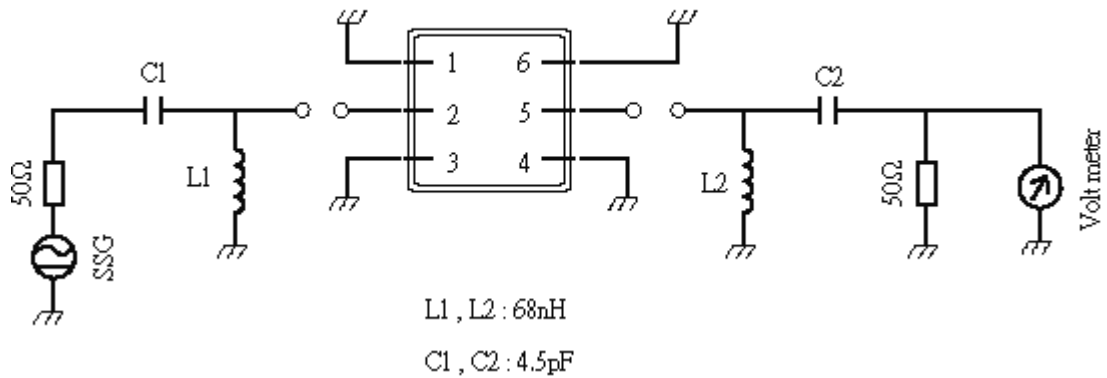 C1
C2
1 6
2 5
3 4
L1
L2
50Ω
50Ω
SSG
Volt meter
L1 , L2 : 68nH
C1 , C2 : 4.5pF